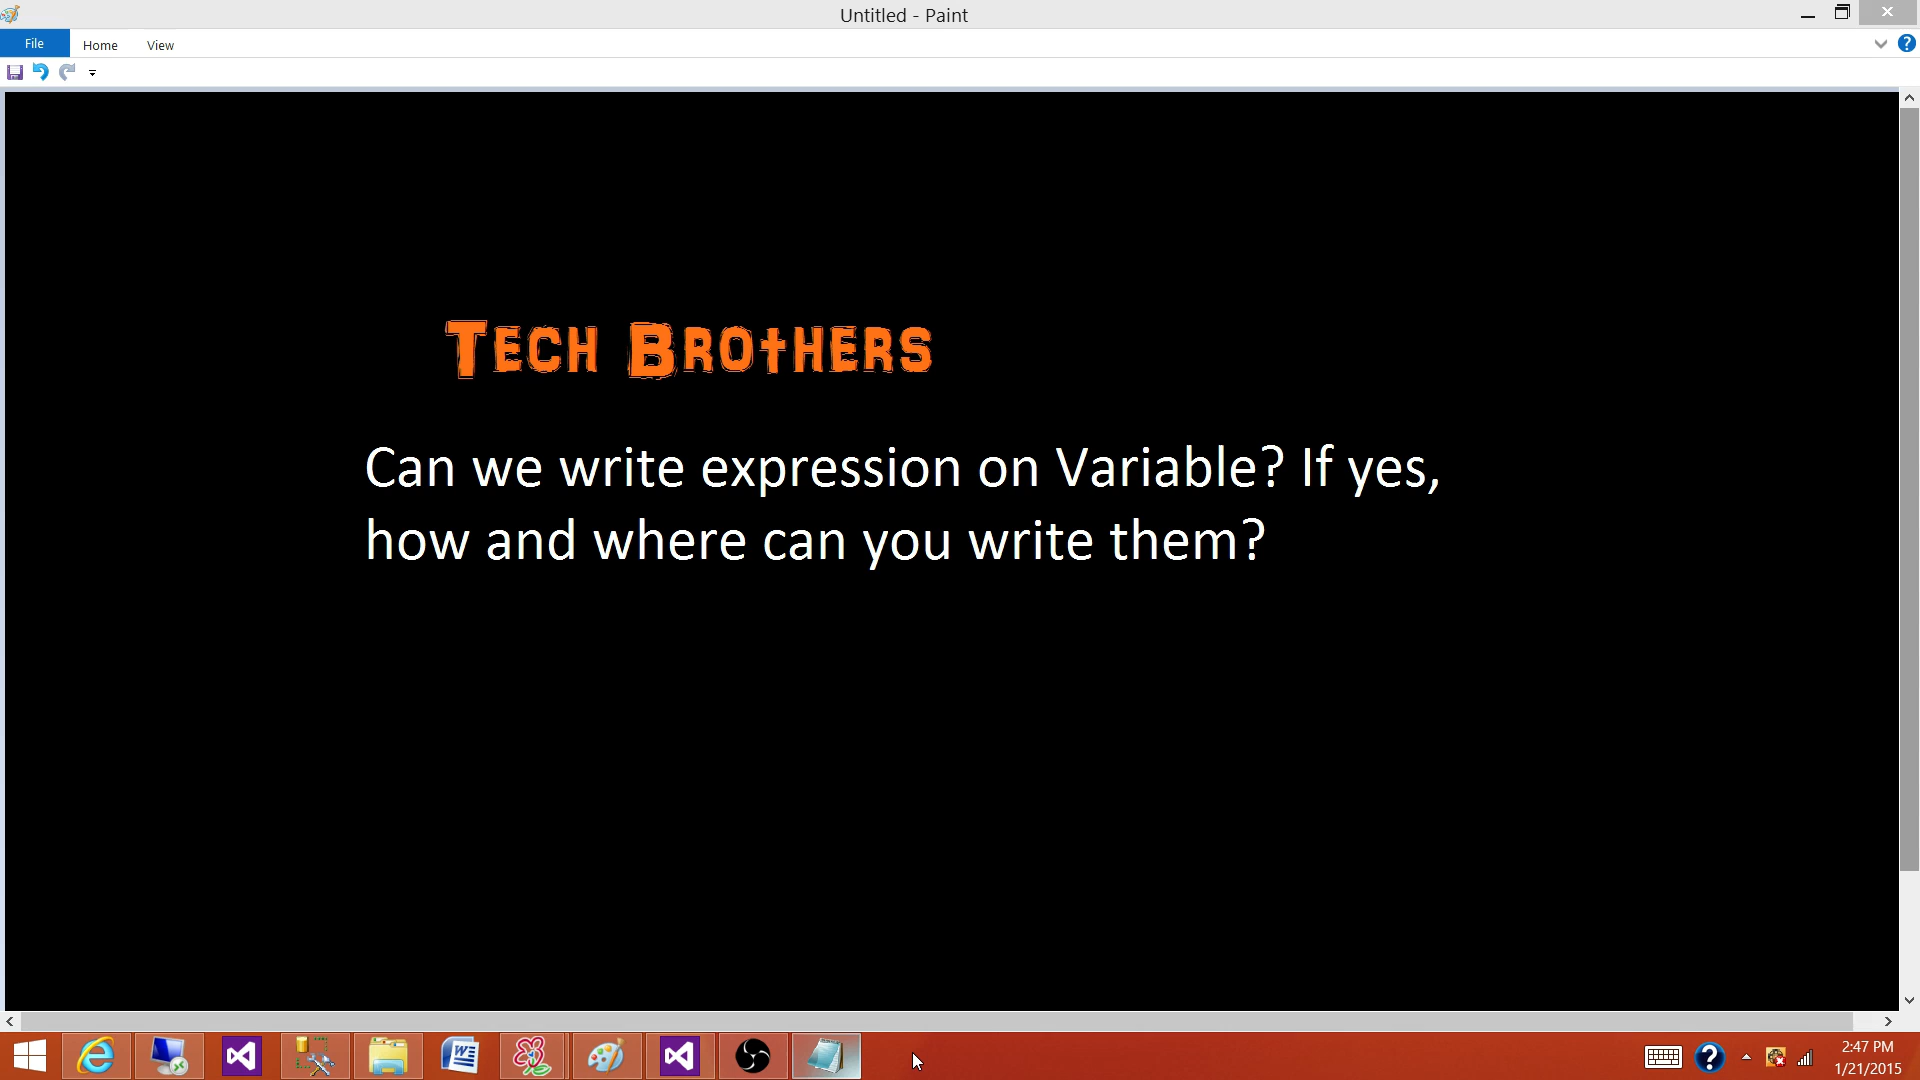 Untitled - Paint
File
Home
View
Tech Brothers
Can we write expression on Variable? If yes,
how and where can you write them?
2:47 PM
1/21/2015